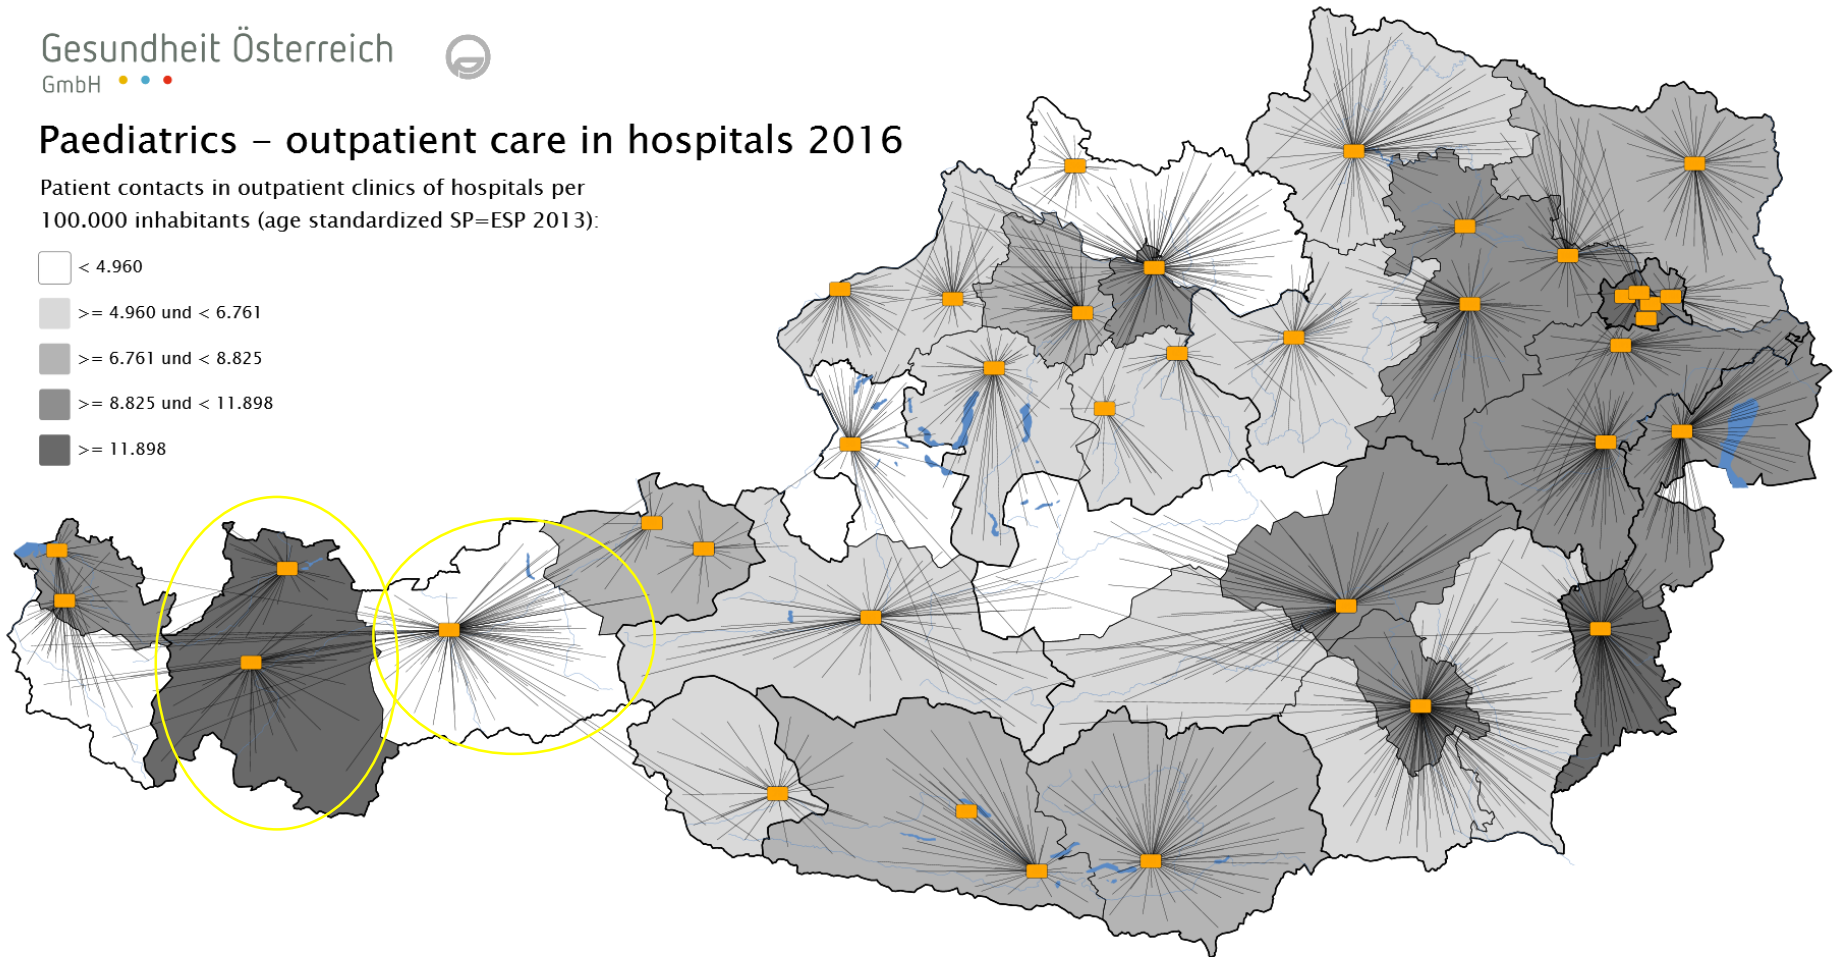 Gesundheit Österreich
GmbH
Paediatrics – outpatient care in hospitals 2016
Patient contacts in outpatient clinics of hospitals per
100.000 inhabitants (age standardized SP=ESP 2013):
< 4.960
>= 4.960 und < 6.761
>= 6.761 und < 8.825
>= 8.825 und < 11.898
>= 11.898